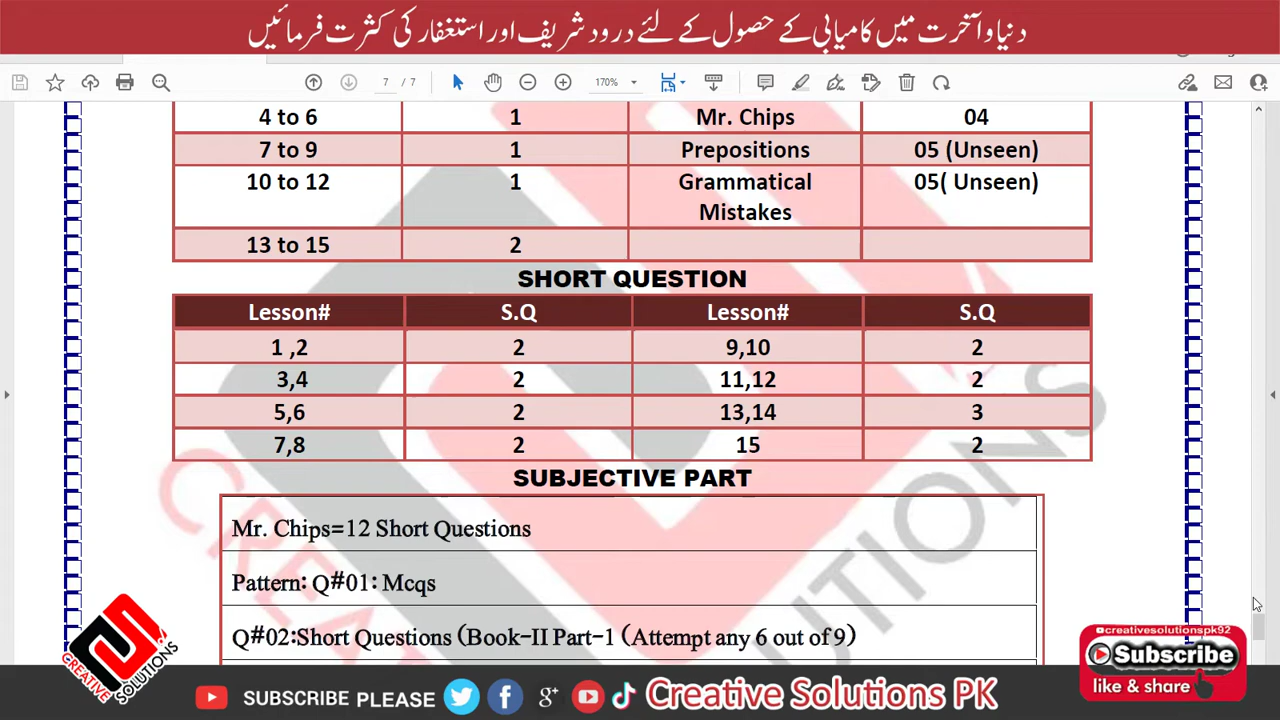 دنیا و آخرت میں کامیابی کے حصول کے لئے درود شریف اور استغفار کی کثرت فرمائیں
7 / 7 170%
4 to 6 1 Mr. Chips 04
7 to 9 1 Prepositions 05 (Unseen)
10 to 12 1 Grammatical Mistakes 05( Unseen)
13 to 15 2
SHORT QUESTION
Lesson# S.Q Lesson# S.Q
1 ,2 2 9,10 2
3,4 2 11,12 2
5,6 2 13,14 3
7,8 2 15 2
SUBJECTIVE PART
Mr. Chips=12 Short Questions
Pattern: Q#01: Mcqs
Q#02:Short Questions (Book-II Part-1 (Attempt any 6 out of 9)
CREATIVE SOLUTIONS
@creativesolutionspk92
Subscribe
like & share
SUBSCRIBE PLEASE g+ Creative Solutions PK